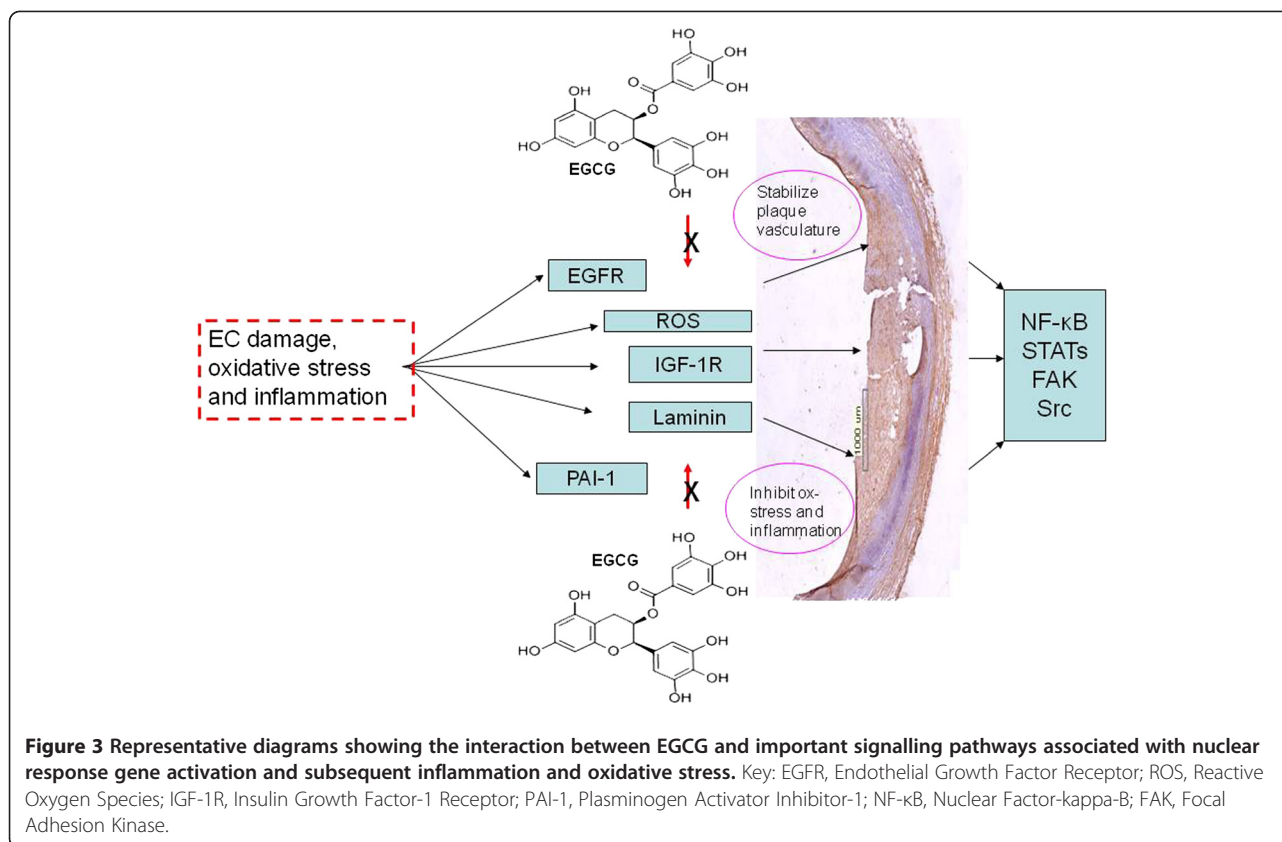 OH
OH
OH
O
O
OH
HO
O
OH
OH
OH
EGCG
X
Stabilize
plaque
vasculature
EGFR
ROS
IGF-1R
Laminin
PAI-1
EC damage,
oxidative stress
and inflammation
1000 um
NF-κB
STATs
FAK
Src
X
Inhibit ox-
stress and
inflammation
EGCG
HO
OH
OH
O
O
OH
HO
O
OH
OH
OH
Figure 3 Representative diagrams showing the interaction between EGCG and important signalling pathways associated with nuclear
response gene activation and subsequent inflammation and oxidative stress. Key: EGFR, Endothelial Growth Factor Receptor; ROS, Reactive
Oxygen Species; IGF-1R, Insulin Growth Factor-1 Receptor; PAI-1, Plasminogen Activator Inhibitor-1; NF-κB, Nuclear Factor-kappa-B; FAK, Focal
Adhesion Kinase.